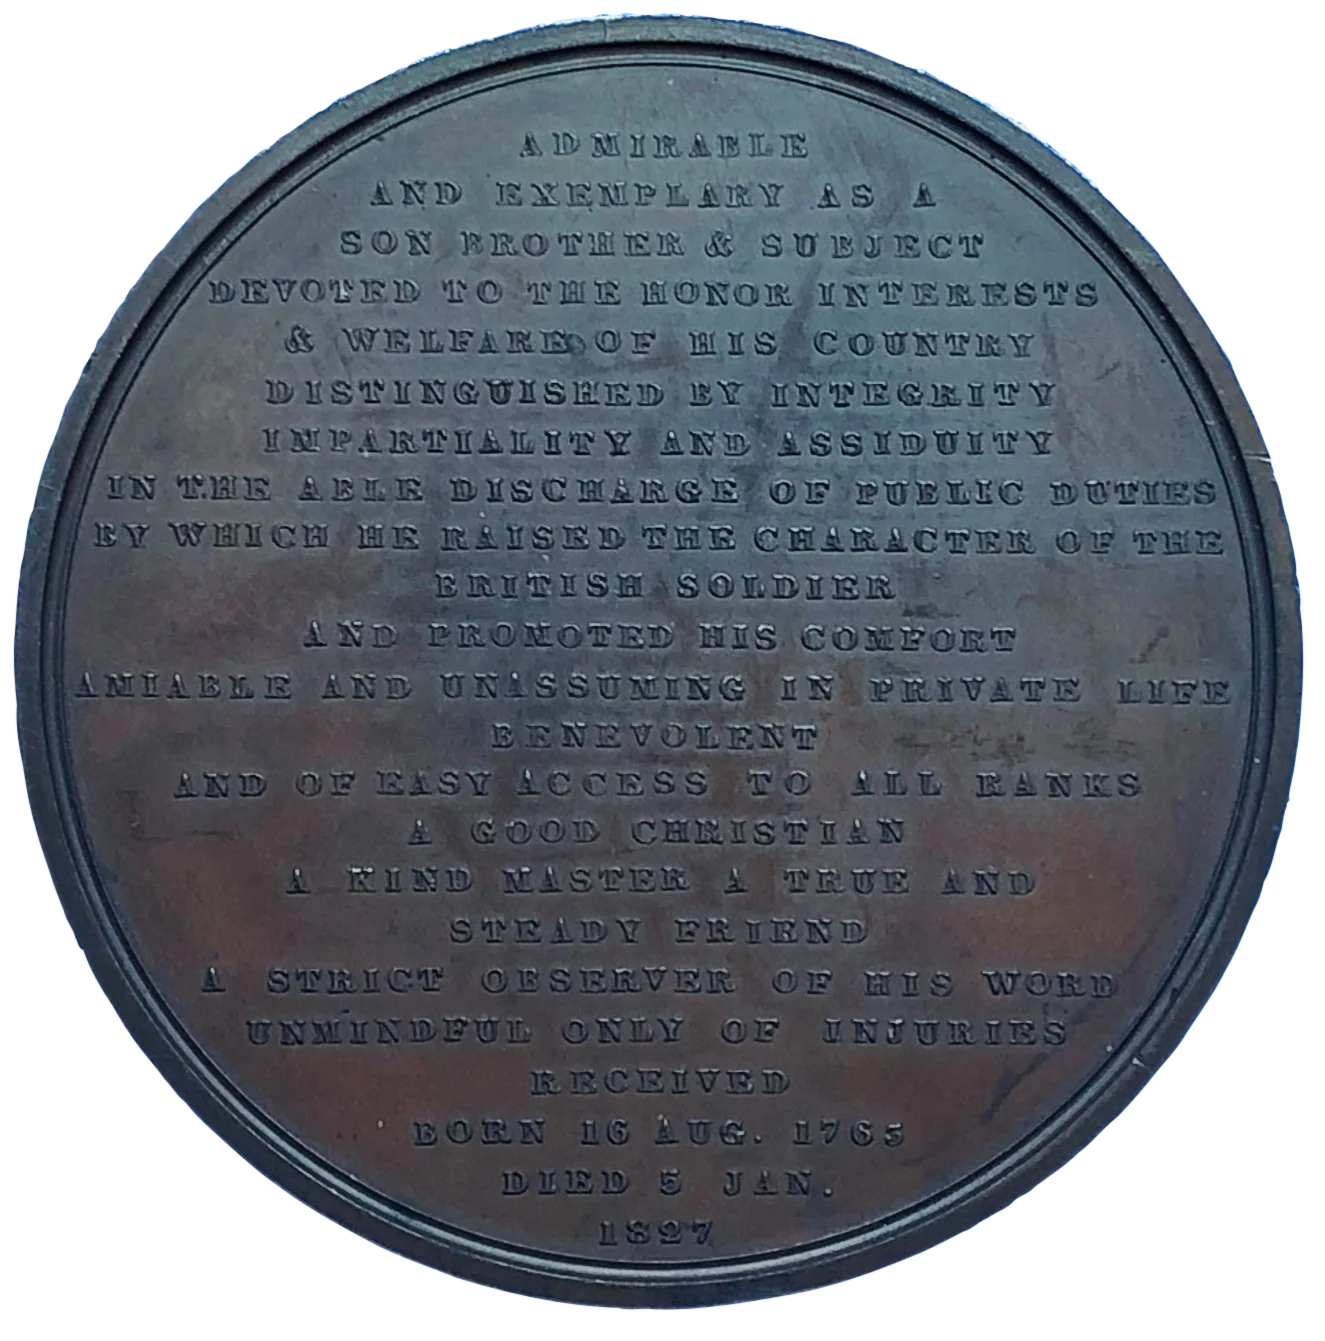 ADMIRABLE
AND EXEMPLARY AS A
SON BROTHER & SUBJECT
DEVOTED TO THE HONOR INTERESTS
& WELFARE OF HIS COUNTRY
DISTINGUISHED BY INTEGRITY
IMPARTIALITY AND ASSIDUITY
IN THE ABLE DISCHARGE OF PUBLIC DUTIES
BY WHICH HE RAISED THE CHARACTER OF THE
BRITISH SOLDIER
AND PROMOTED HIS COMFORT
AMIABLE AND UNASSUMING IN PRIVATE LIFE
BENEVOLENT
AND OF EASY ACCESS TO ALL RANKS
A GOOD CHRISTIAN
A KIND MASTER A TRUE AND
STEADY FRIEND
A STRICT OBSERVER OF HIS WORD
UNMINDFUL ONLY OF INJURIES
RECEIVED
BORN 16 AUG. 1763
DIED 5 JAN.
1827